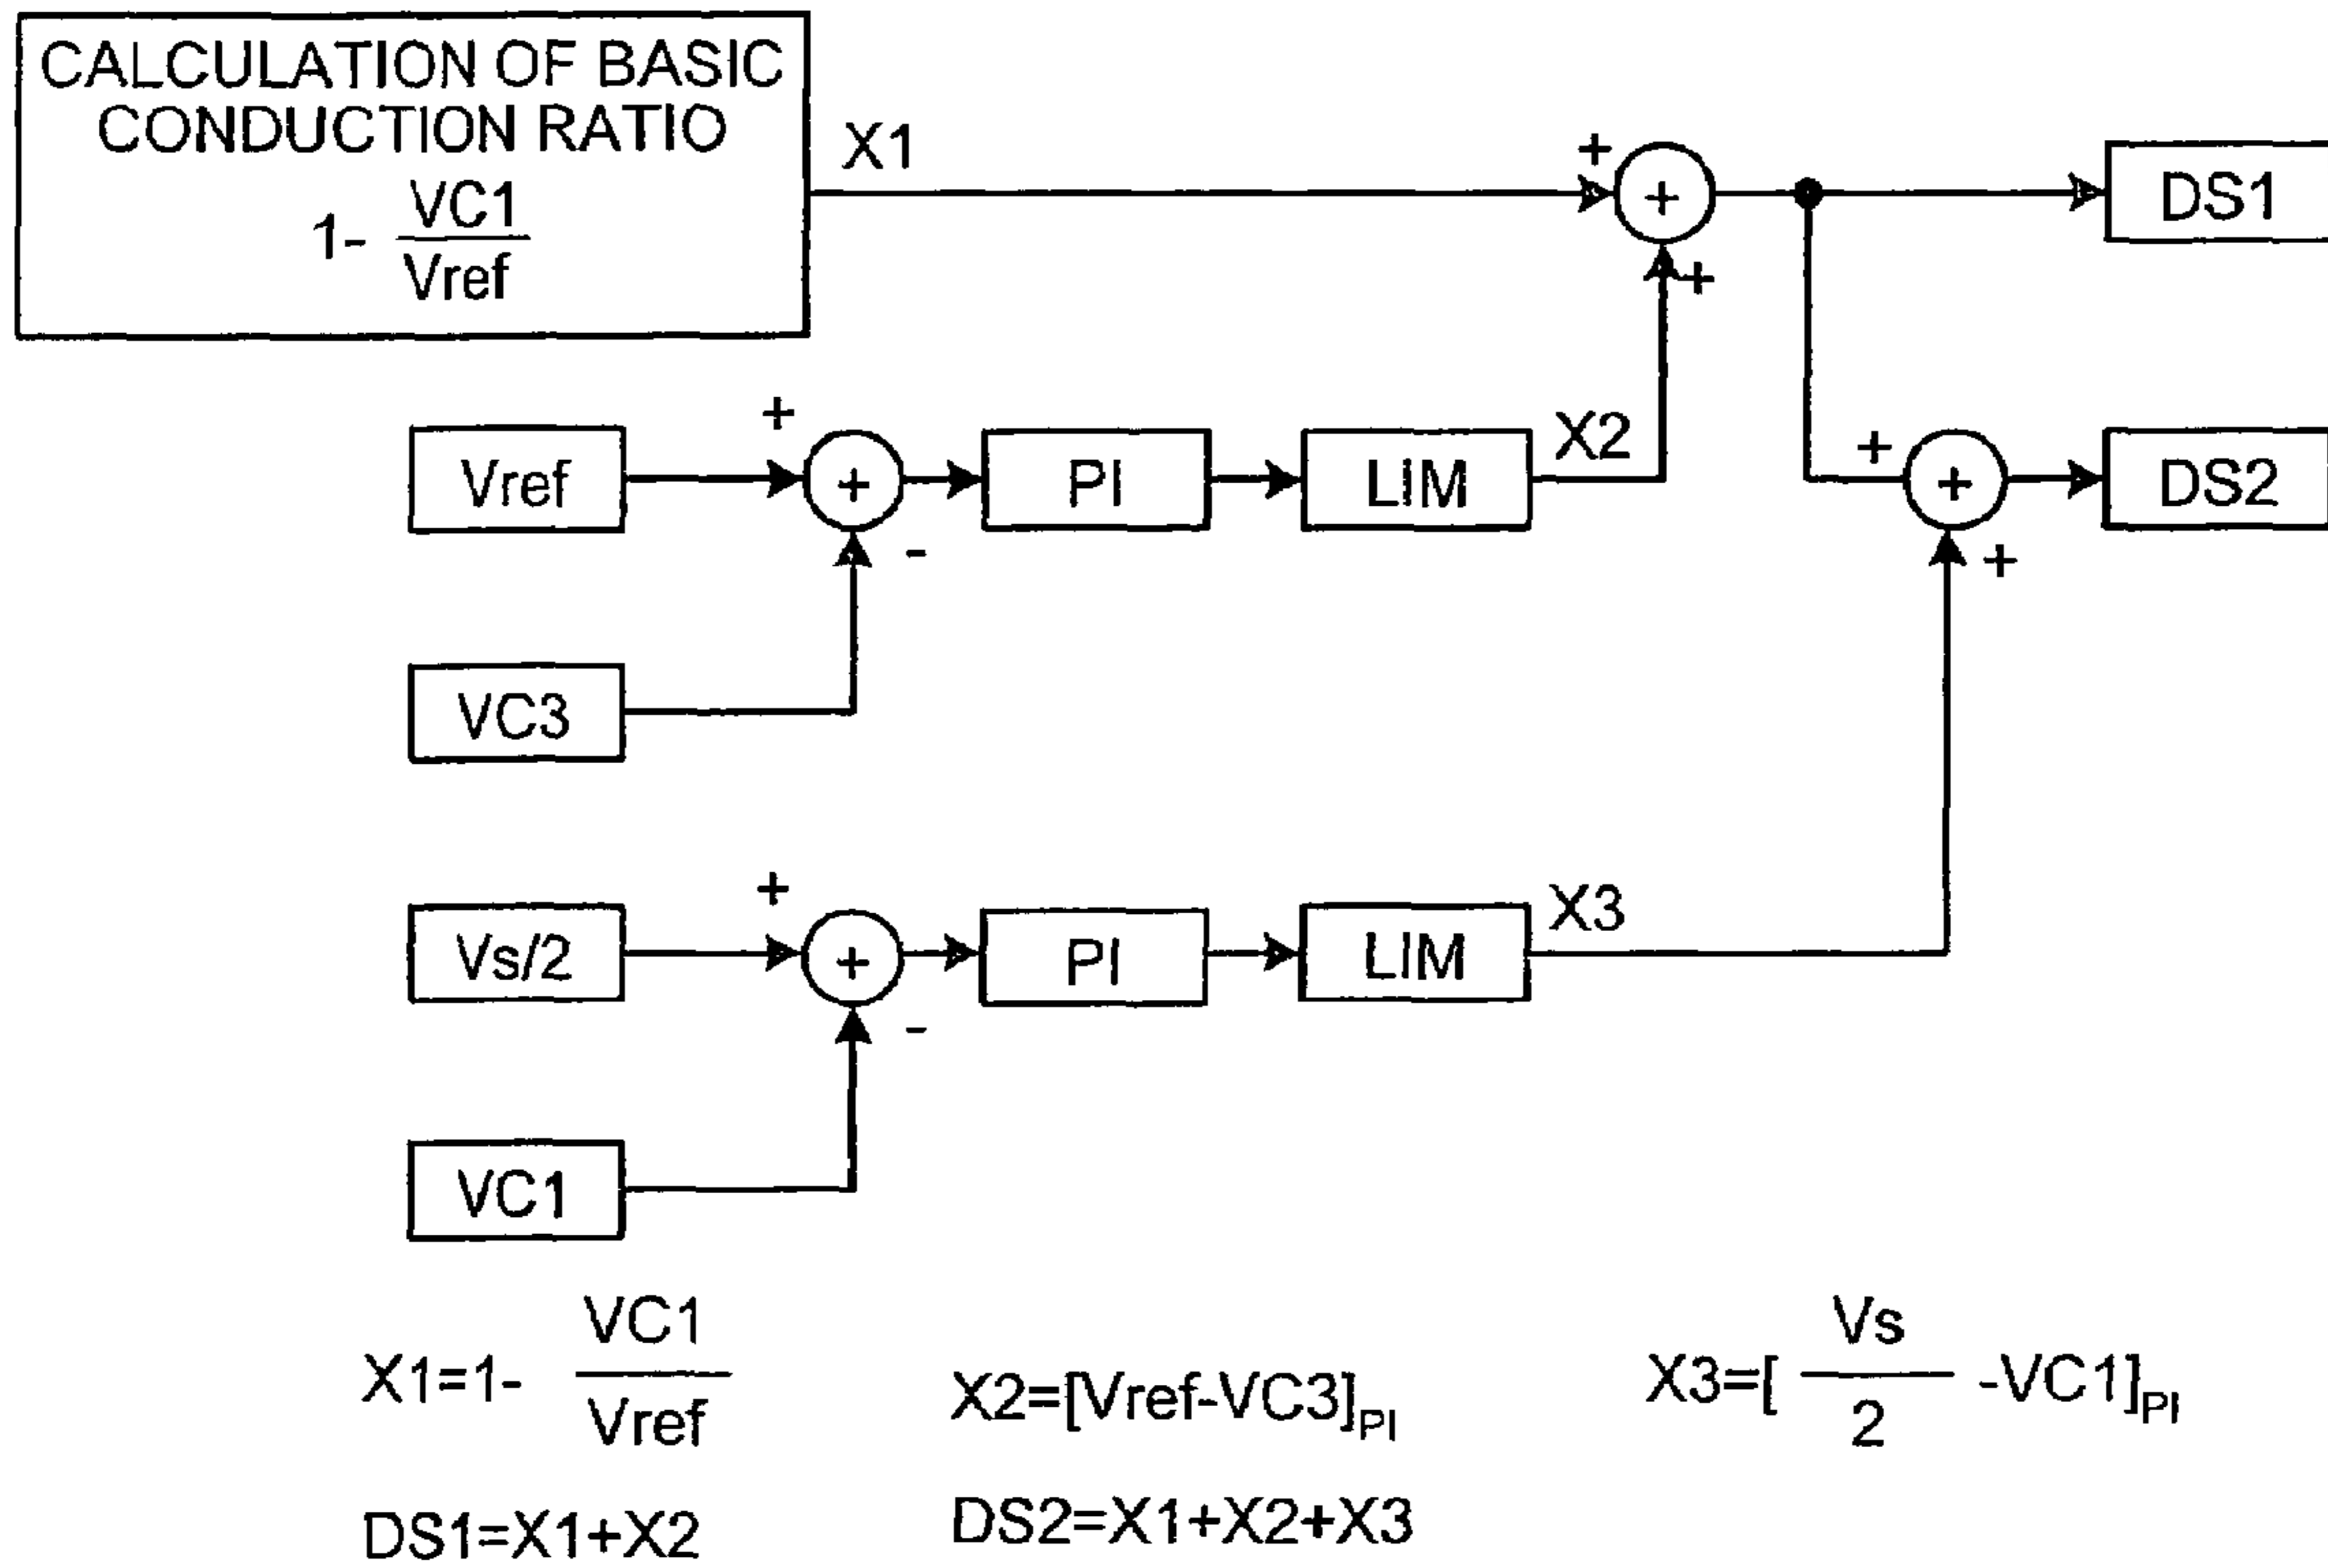 CALCULATION OF BASIC
CONDUCTION RATIO
1- VC1
Vref
X1
+
+
+
DS1
Vref
+
+
-
PI
LIM
X2
+
+
+
DS2
VC3
Vs/2
+
+
-
PI
LIM
X3
VC1
X1=1- VC1
Vref
X2=[Vref-VC3]PI
X3=[ Vs
2 -VC1]PI
DS1=X1+X2
DS2=X1+X2+X3